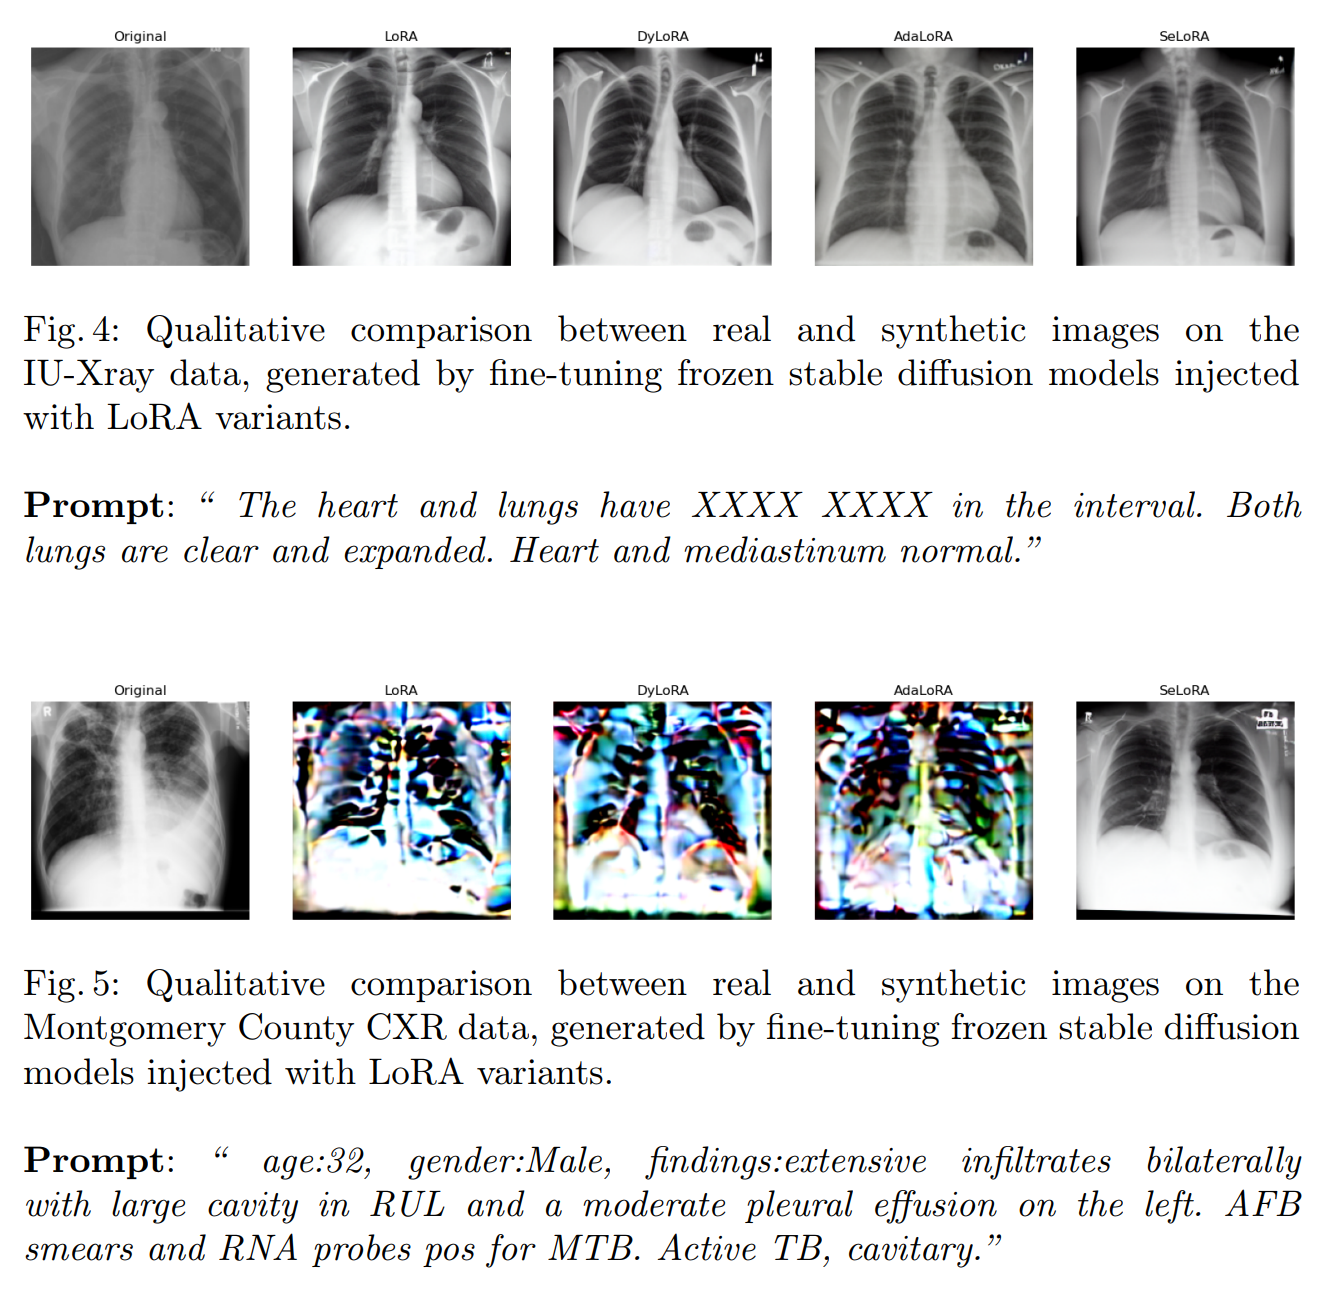 Original LoRA DyLoRA AdaLoRA SeLoRA
Fig. 4: Qualitative comparison between real and synthetic images on the
IU-Xray data, generated by fine-tuning frozen stable diffusion models injected
with LoRA variants.
Prompt: “ The heart and lungs have XXXX XXXX in the interval. Both
lungs are clear and expanded. Heart and mediastinum normal.”
Original LoRA DyLoRA AdaLoRA SeLoRA
R
Fig. 5: Qualitative comparison between real and synthetic images on the
Montgomery County CXR data, generated by fine-tuning frozen stable diffusion
models injected with LoRA variants.
Prompt: “ age:32, gender:Male, findings:extensive infiltrates bilaterally
with large cavity in RUL and a moderate pleural effusion on the left. AFB
smears and RNA probes pos for MTB. Active TB, cavitary.”